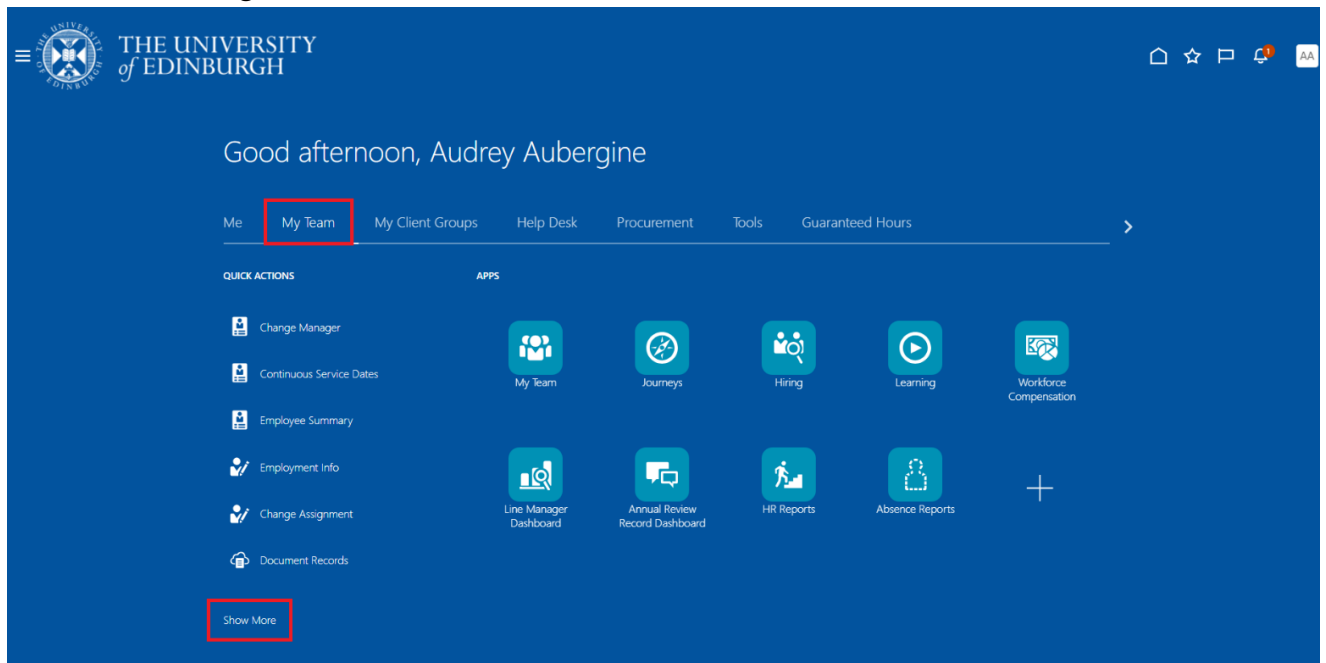 THE UNIVERSITY
of EDINBURGH
1
AA
Good afternoon, Audrey Aubergine
Me My Team My Client Groups Help Desk Procurement Tools Guaranteed Hours
QUICK ACTIONS
Change Manager
Continuous Service Dates
Employee Summary
Employment Info
Change Assignment
Document Records
Show More
APPS
My Team
Journeys
Hiring
Learning
Workforce
Compensation
Line Manager
Dashboard
Annual Review
Record Dashboard
HR Reports
Absence Reports